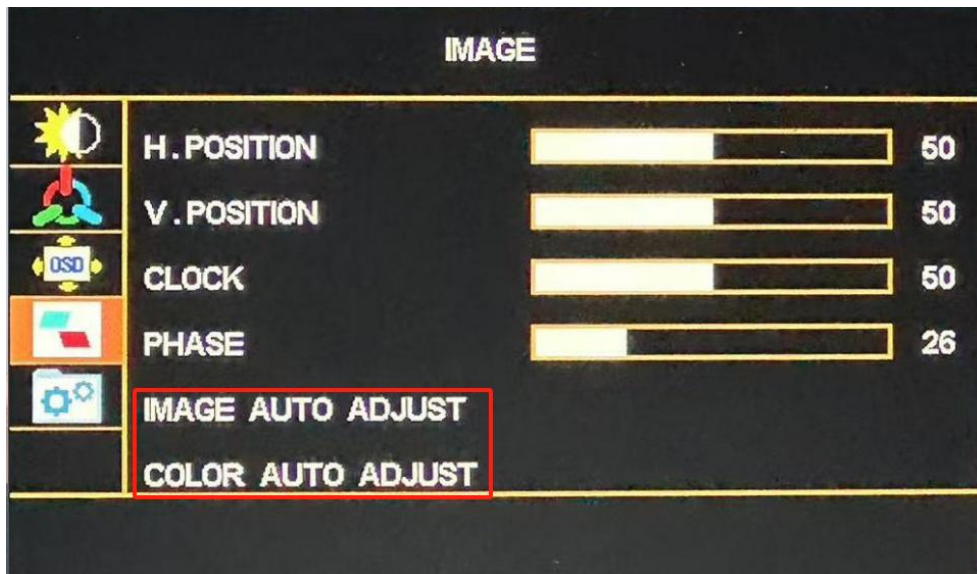 IMAGE
H.POSITION 50
V.POSITION 50
OSD
CLOCK 50
PHASE 26
IMAGE AUTO ADJUST
COLOR AUTO ADJUST